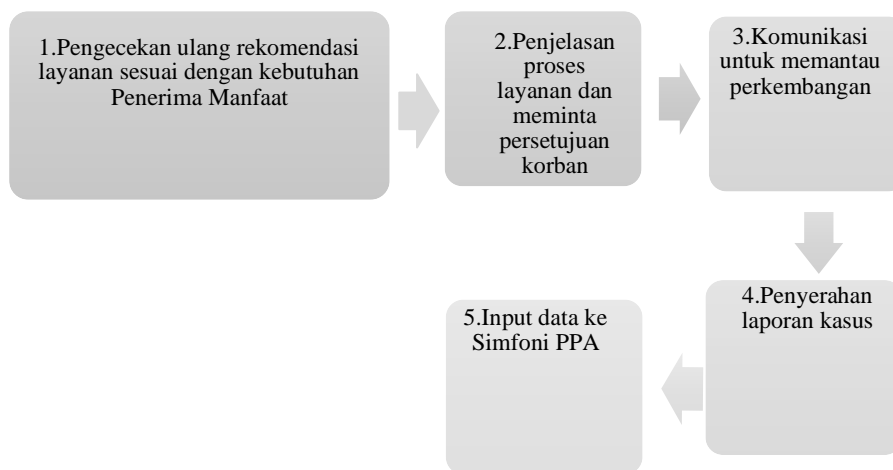 1.Pengecekan ulang rekomendasi
layanan sesuai dengan kebutuhan
Penerima Manfaat
2.Penjelasan
proses
layanan dan
meminta
persetujuan
korban
3.Komunikasi
untuk memantau
perkembangan
4.Penyerahan
laporan kasus
5.Input data ke
Simfoni PPA